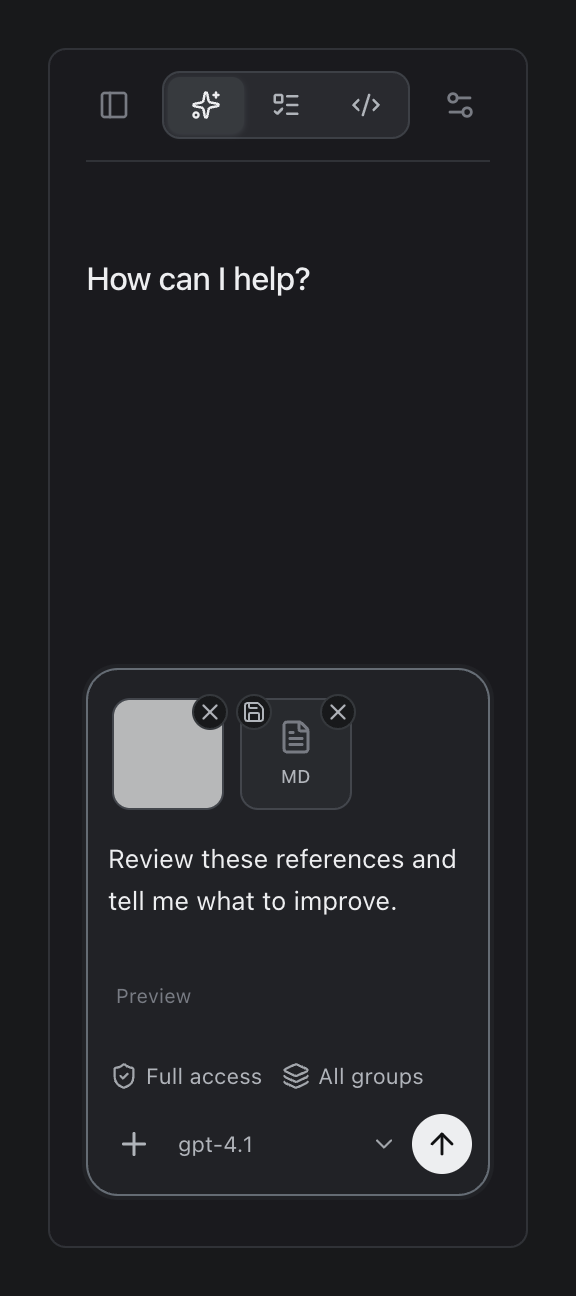 How can I help?
MD
Review these references and
tell me what to improve.
Preview
Full access All groups
gpt-4.1